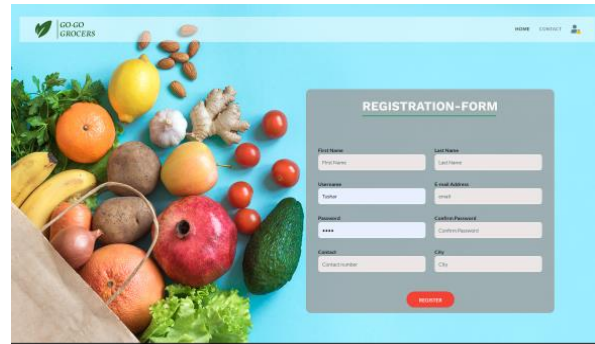 GO-GO
GROCERS
HOME CONTACT
REGISTRATION-FORM
First Name Last Name
First Name Last Name
Username E-mail Address
email
Password Confirm Password
•••• Confirm Password
Contact City
Contact number City
REGISTER